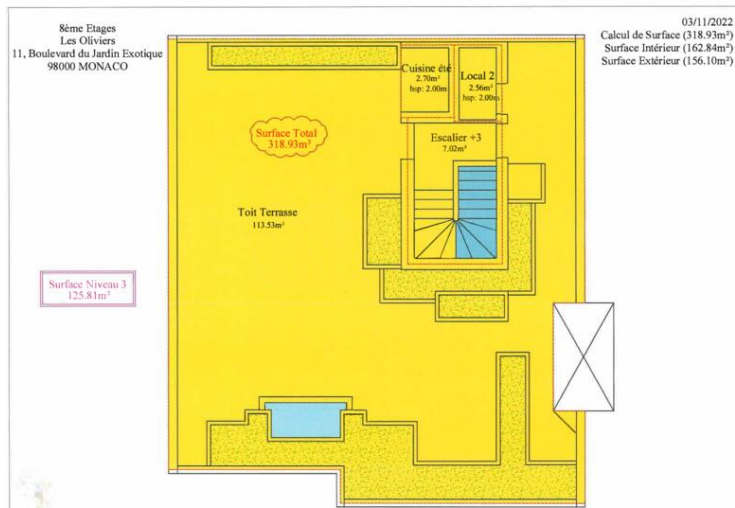 8ème Etages
Les Oliviers
11, Boulevard du Jardin Exotique
98000 MONACO
03/11/2022
Calcul de Surface (318.93m²)
Surface Intérieur (162.84m²)
Surface Extérieur (156.10m²)
Cuisine été
2.70m²
hsp: 2.00m
Local 2
2.56m²
hsp: 2.00m
Surface Total
318.93m²
Escalier +3
7.02m²
Toit Terrasse
113.53m²
Surface Niveau 3
125.81m²